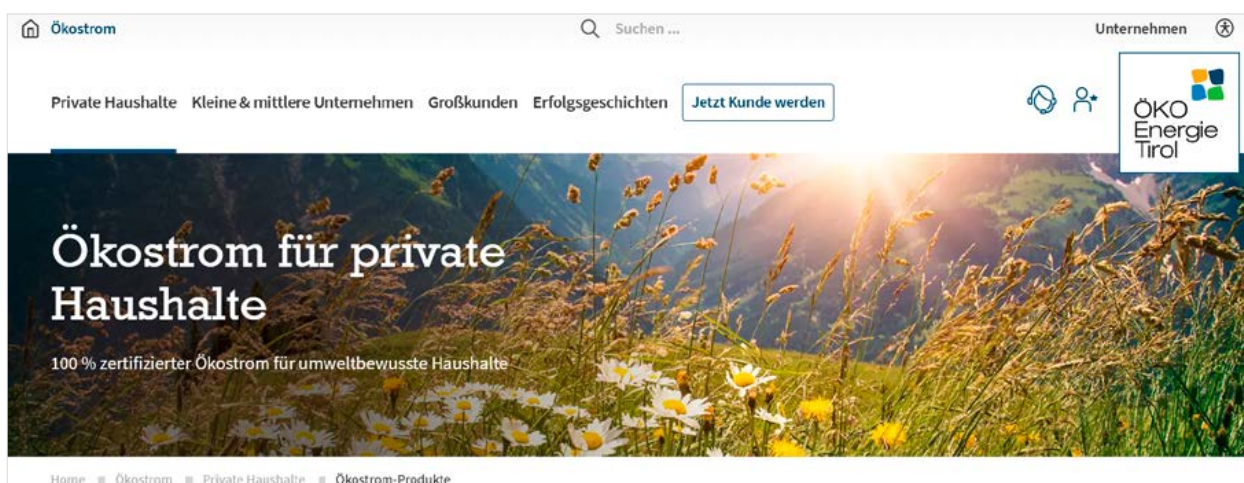 Ökostrom
Suchen ...
Unternehmen
Private Haushalte Kleine & mittlere Unternehmen Großkunden Erfolgsgeschichten Jetzt Kunde werden
ÖKO
Energie
Tirol
Ökostrom für private
Haushalte
100 % zertifizierter Ökostrom für umweltbewusste Haushalte
Home Ökostrom Private Haushalte Ökostrom-Produkte